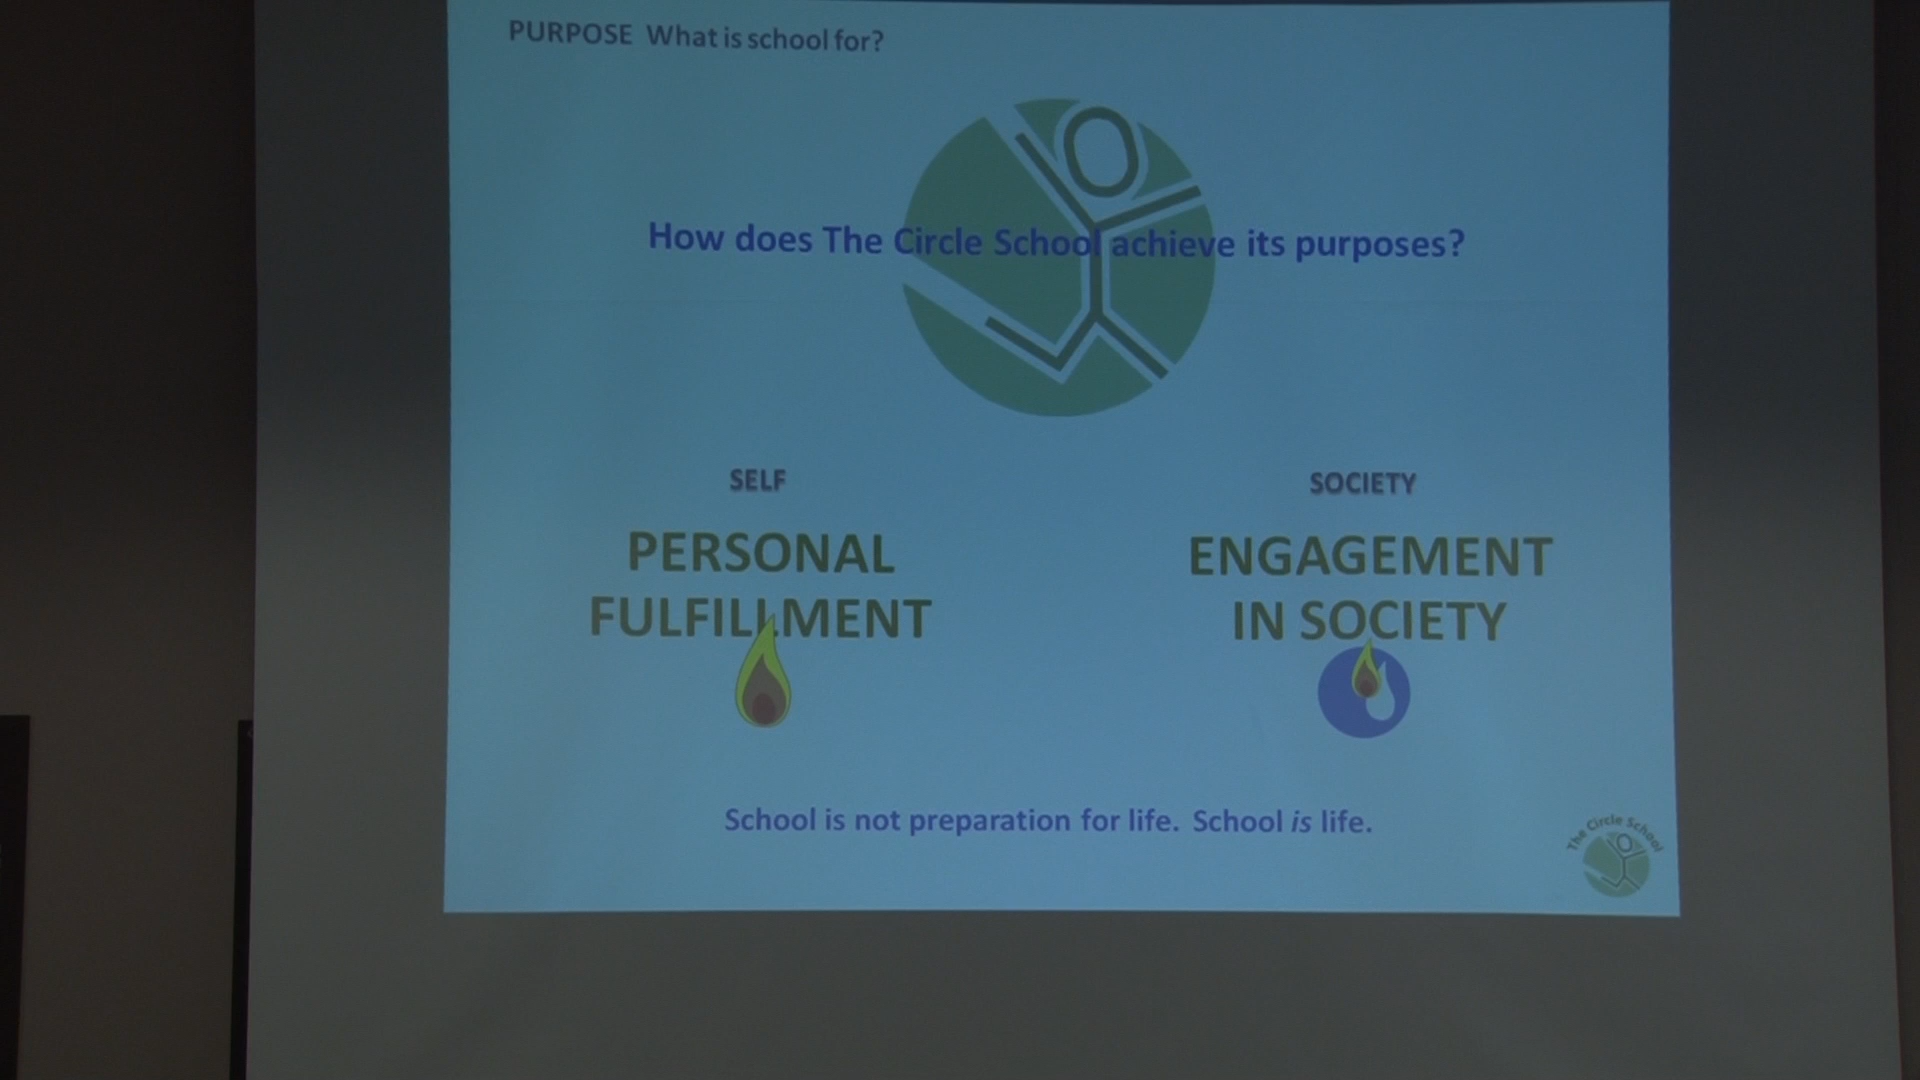 PURPOSE What is school for?
How does The Circle School achieve its purposes?
SELF
PERSONAL
FULFILLMENT
SOCIETY
ENGAGEMENT
IN SOCIETY
School is not preparation for life. School is life.
The Circle School